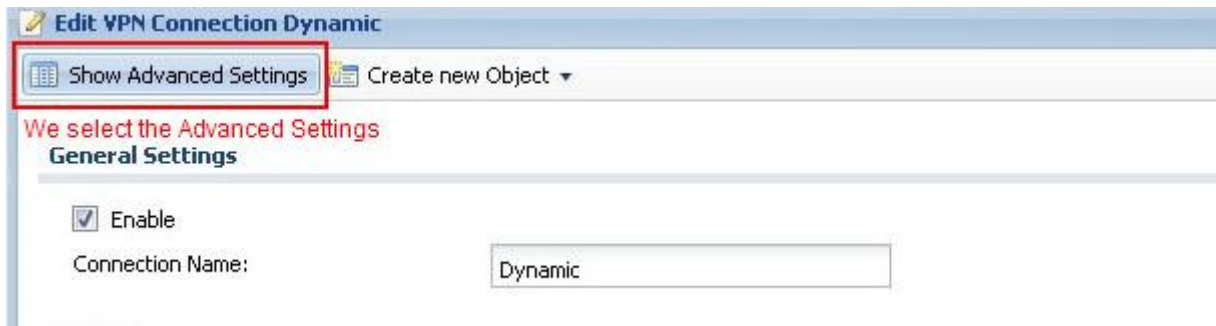 Edit VPN Connection Dynamic
Show Advanced Settings Create new Object
We select the Advanced Settings
General Settings
Enable
Connection Name: Dynamic